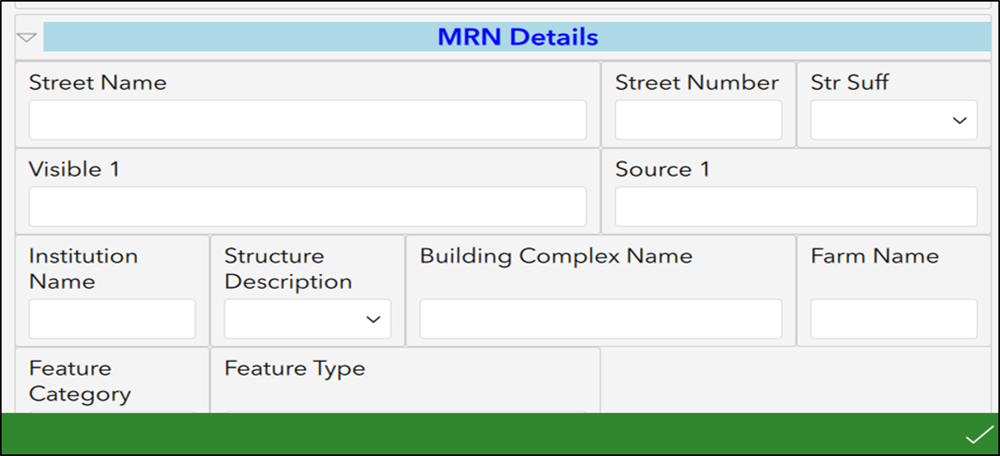 MRN Details
Street Name
Street Number
Str Suff
Visible 1
Source 1
Institution
Name
Structure
Description
Building Complex Name
Farm Name
Feature
Category
Feature Type